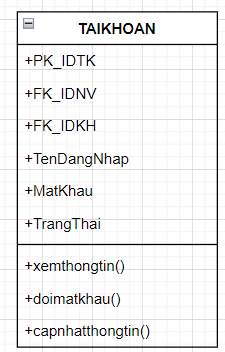 TAIKHOAN
+PK_IDTK
+FK_IDNV
+FK_IDKH
+TenDangNhap
+MatKhau
+TrangThai
+xemthongtin()
+doimatkhau()
+capnhatthongtin()